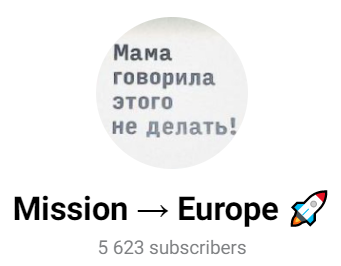 Мама
говорила
этого
не делать!
Mission → Europe 🚀
5 623 subscribers